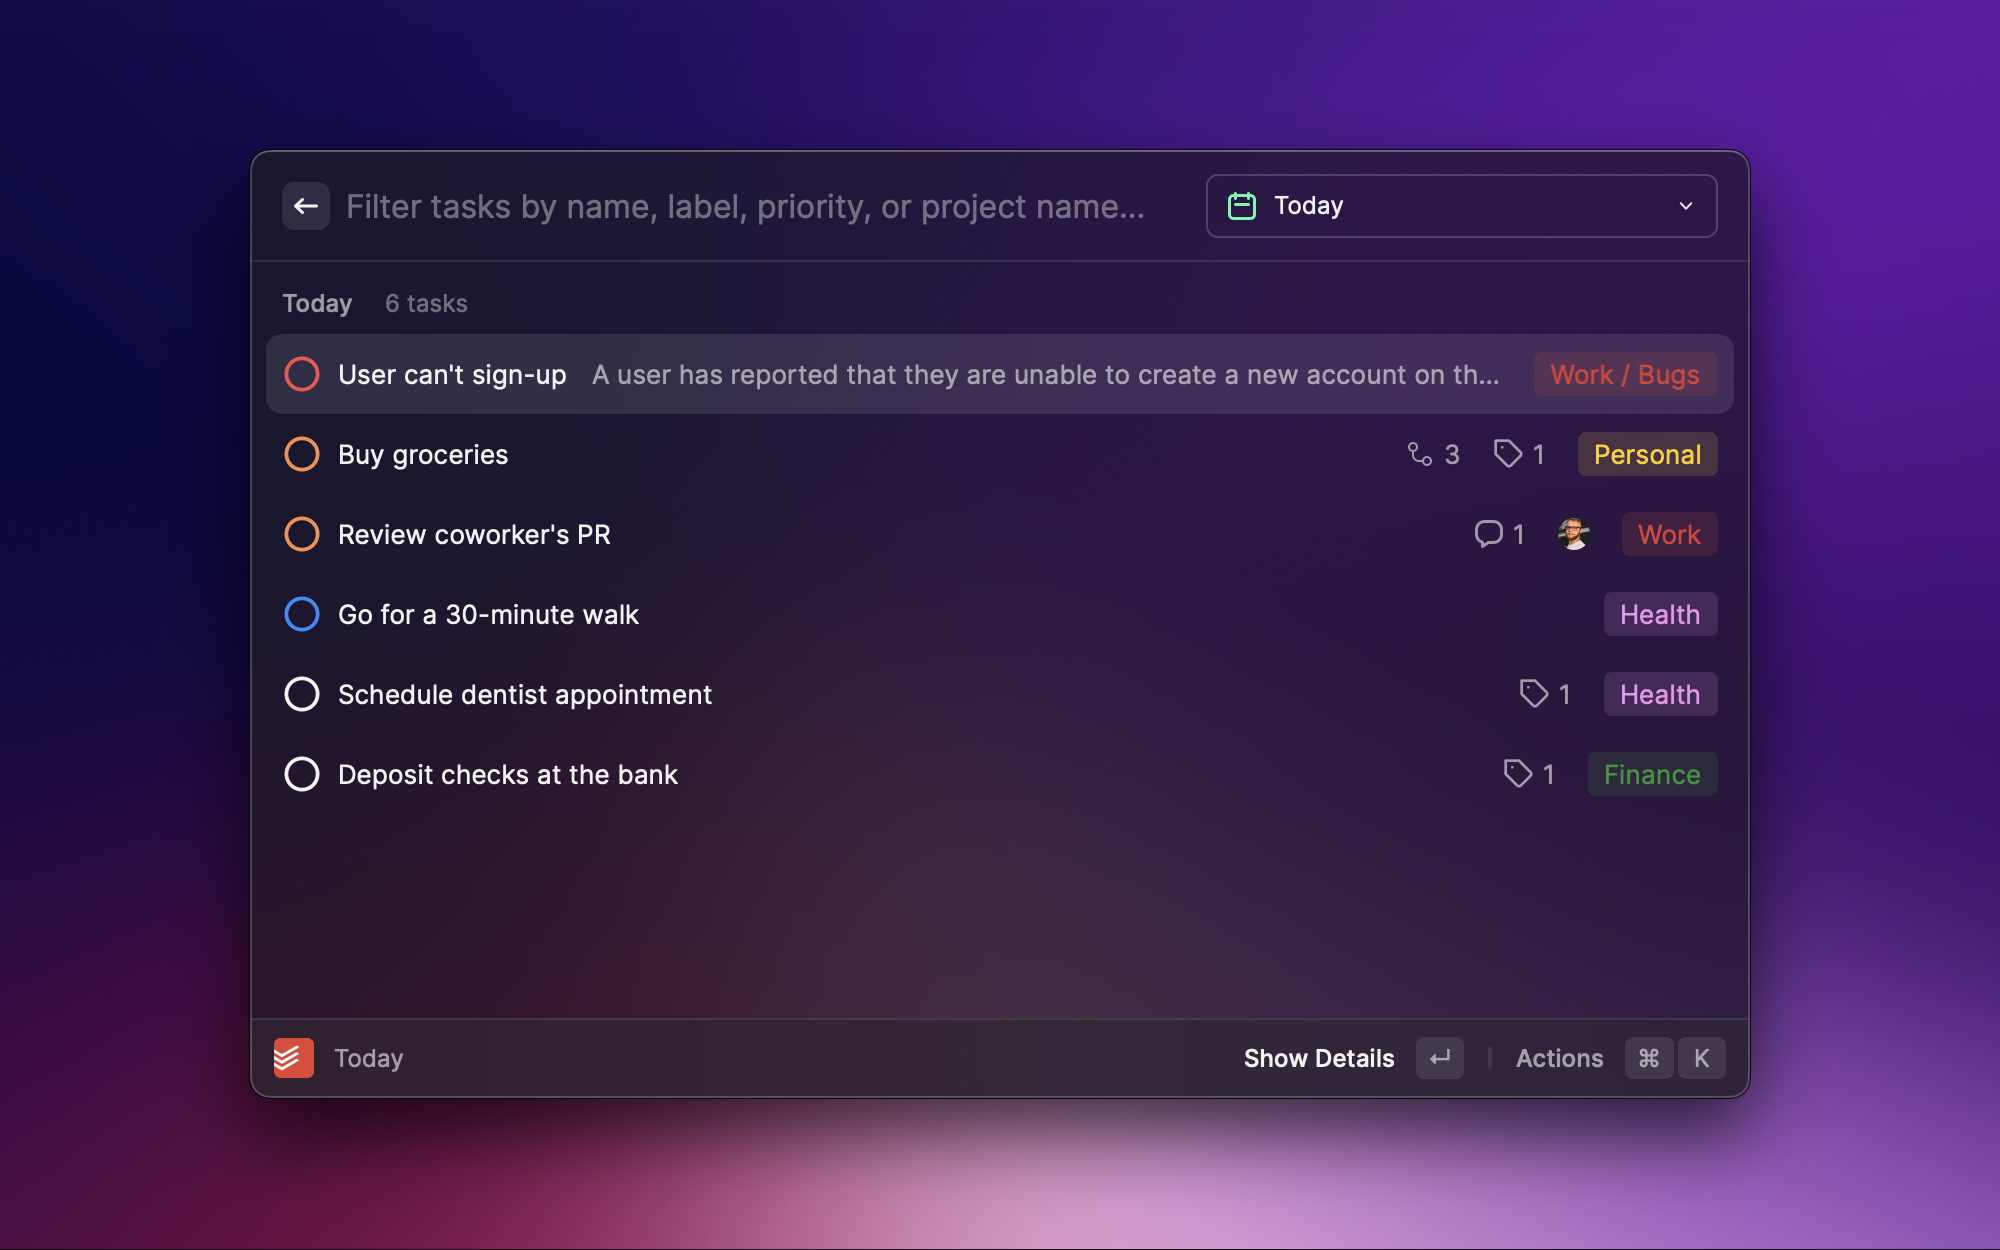 Filter tasks by name, label, priority, or project name...
Today
Today 6 tasks
User can't sign-up A user has reported that they are unable to create a new account on th... Work / Bugs
Buy groceries 3 1 Personal
Review coworker's PR 1 Work
Go for a 30-minute walk Health
Schedule dentist appointment 1 Health
Deposit checks at the bank 1 Finance
Today Show Details ↵ Actions ⌘ K